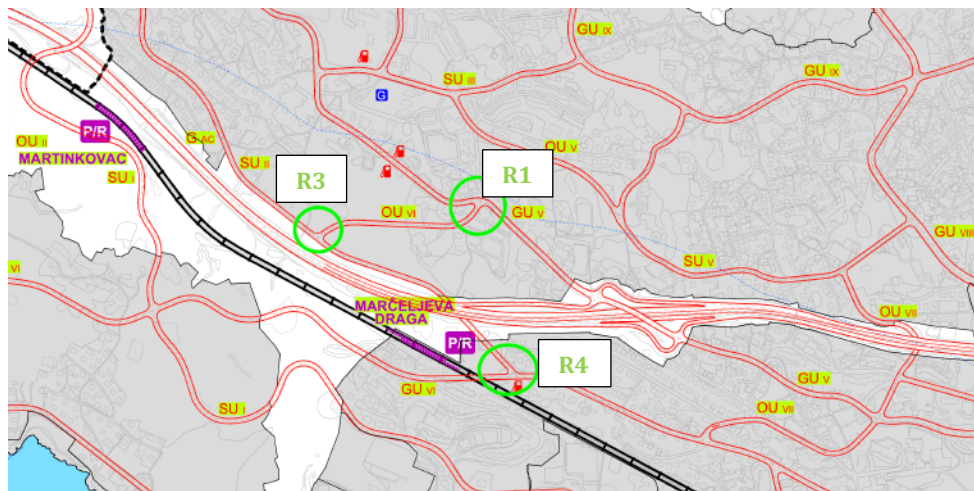 GU IX
SU III
GU IX
G
P/R
OU II
MARTINKOVAC
SU I
G AC
SU II
OU V
R3
R1
OU VI
GU V
GU VIII
SU V
VI
MARČELJEVA
DRAGA
OU VII
P/R
R4
GU VI
GU V
SU I
OU VII